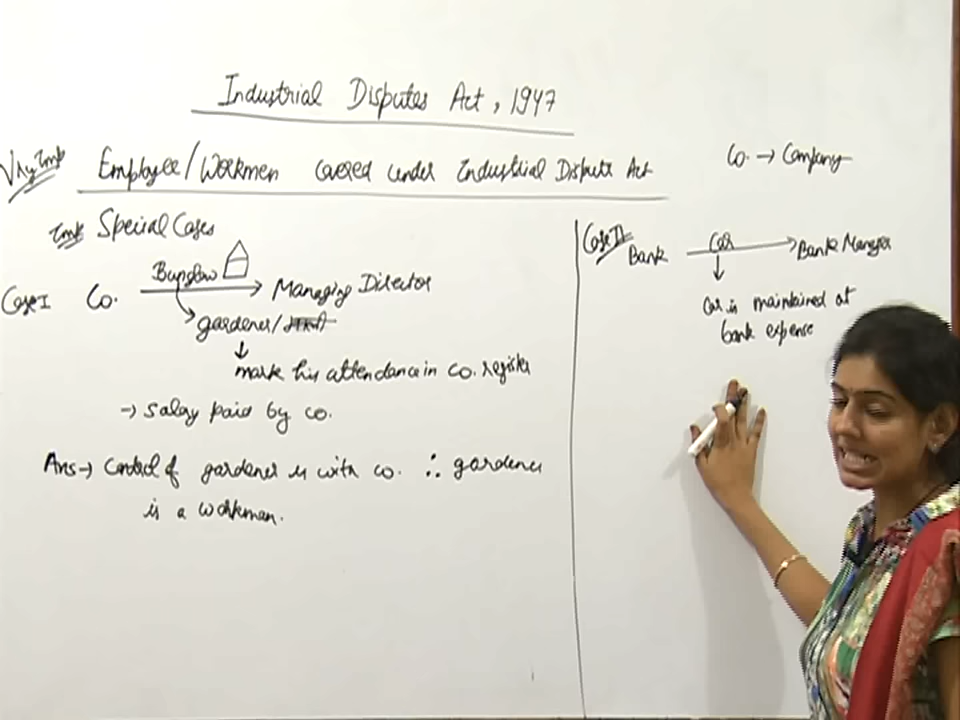 Industrial Disputes Act, 1947
V.Imp Employee/Workmen covered under Industrial Dispute Act
Co. → Company
Imp Special Cases
Case I Co. Bunglow → Managing Director
gardener/
↓
mark his attendance in co. register
→ Salary paid by co.
Ans → Control of gardener is with co. ∴ gardener
is a workman.
Case II Bank Car → Bank Manager
↓
Car is maintained at
bank expense